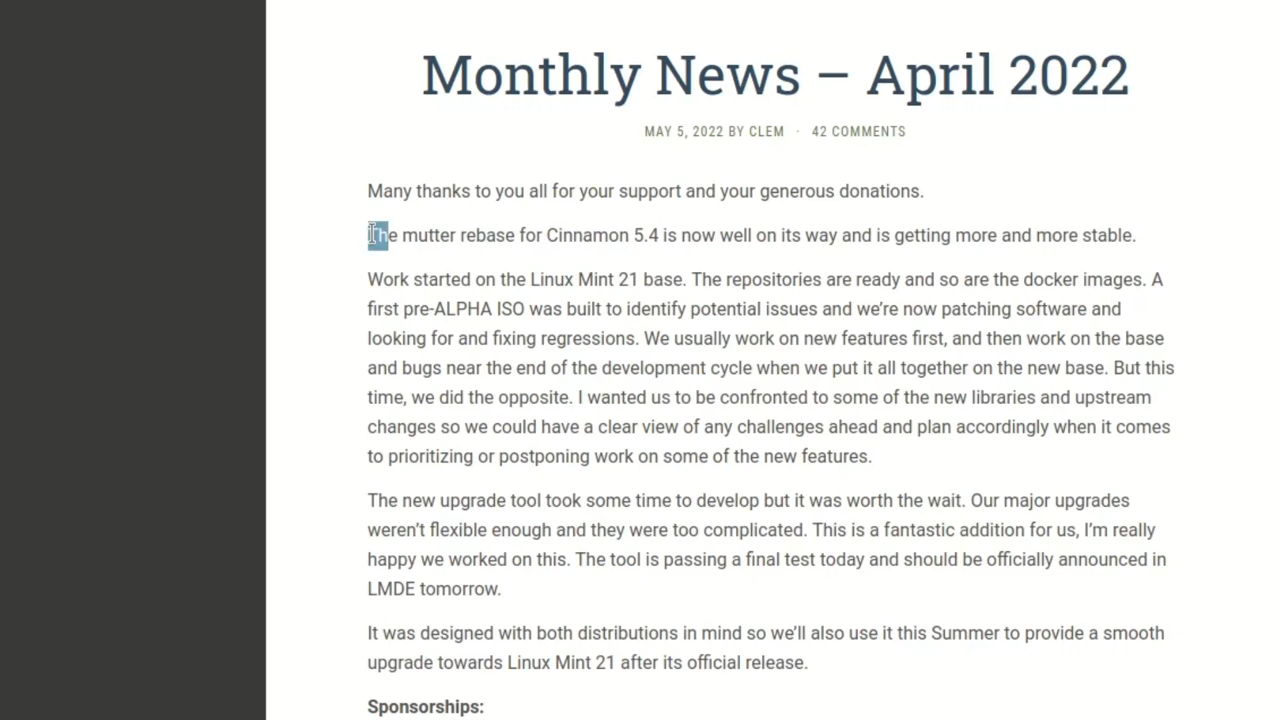 Monthly News – April 2022
MAY 5, 2022 BY CLEM · 42 COMMENTS
Many thanks to you all for your support and your generous donations.
The mutter rebase for Cinnamon 5.4 is now well on its way and is getting more and more stable.
Work started on the Linux Mint 21 base. The repositories are ready and so are the docker images. A
first pre-ALPHA ISO was built to identify potential issues and we’re now patching software and
looking for and fixing regressions. We usually work on new features first, and then work on the base
and bugs near the end of the development cycle when we put it all together on the new base. But this
time, we did the opposite. I wanted us to be confronted to some of the new libraries and upstream
changes so we could have a clear view of any challenges ahead and plan accordingly when it comes
to prioritizing or postponing work on some of the new features.
The new upgrade tool took some time to develop but it was worth the wait. Our major upgrades
weren’t flexible enough and they were too complicated. This is a fantastic addition for us, I’m really
happy we worked on this. The tool is passing a final test today and should be officially announced in
LMDE tomorrow.
It was designed with both distributions in mind so we’ll also use it this Summer to provide a smooth
upgrade towards Linux Mint 21 after its official release.
Sponsorships: